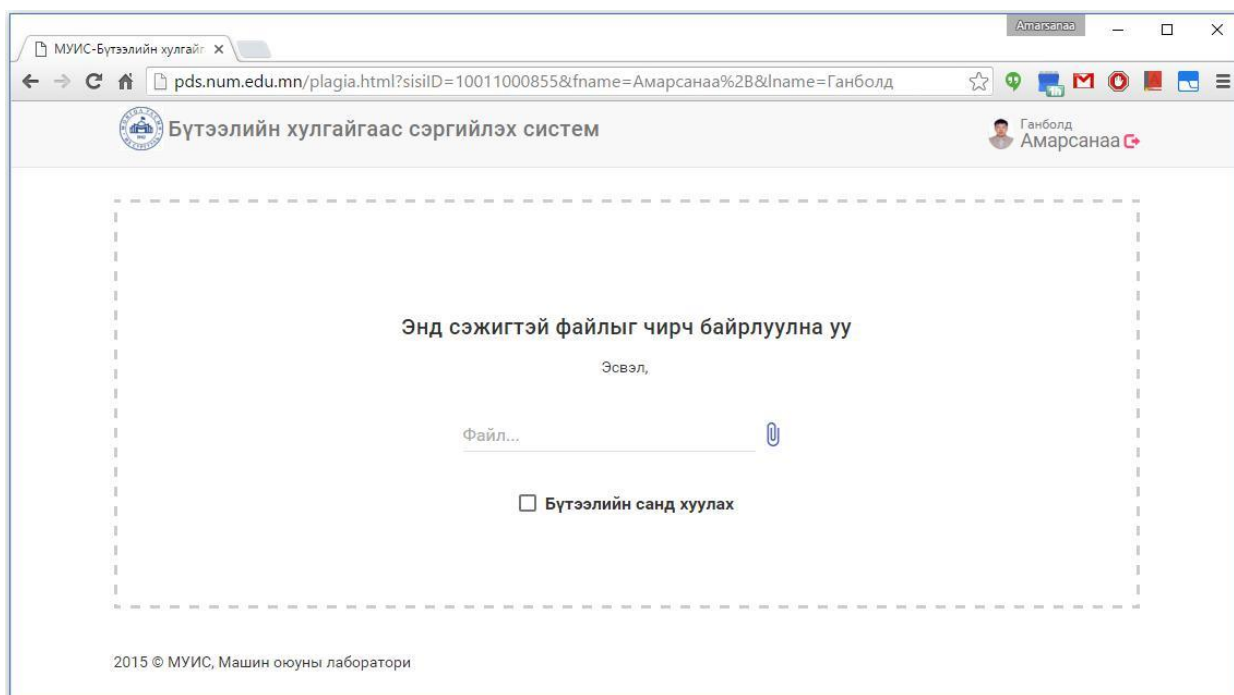 Amarsanaa
МУИС-Бүтээлийн хулгайг
pds.num.edu.mn/plagia.html?sisiID=10011000855&fname=Амарсанаа%2B&lname=Ганболд
1h
Бүтээлийн хулгайгаас сэргийлэх систем
Ганболд
Амарсанаа
Энд сэжигтэй файлыг чирч байрлуулна уу
Эсвэл,
Файл...
Бүтээлийн санд хуулах
2015 © МУИС, Машин оюуны лаборатори